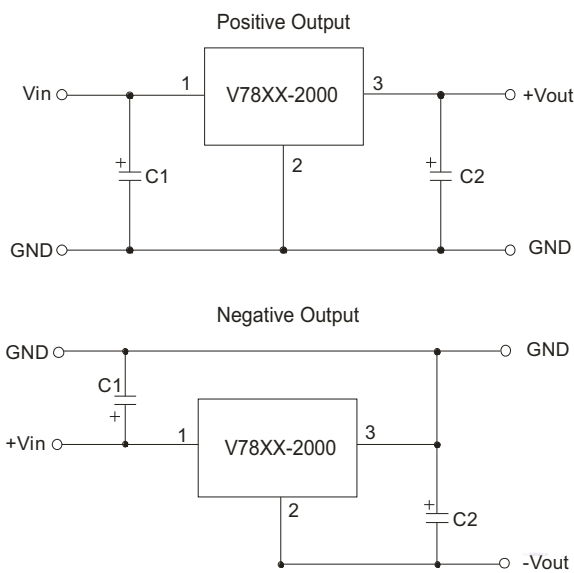 Positive Output
Vin 1 V78XX-2000 3 +Vout
2
+ C1 + C2
GND GND
Negative Output
GND GND
C1
+
+Vin 1 V78XX-2000 3
2
+ C2
-Vout